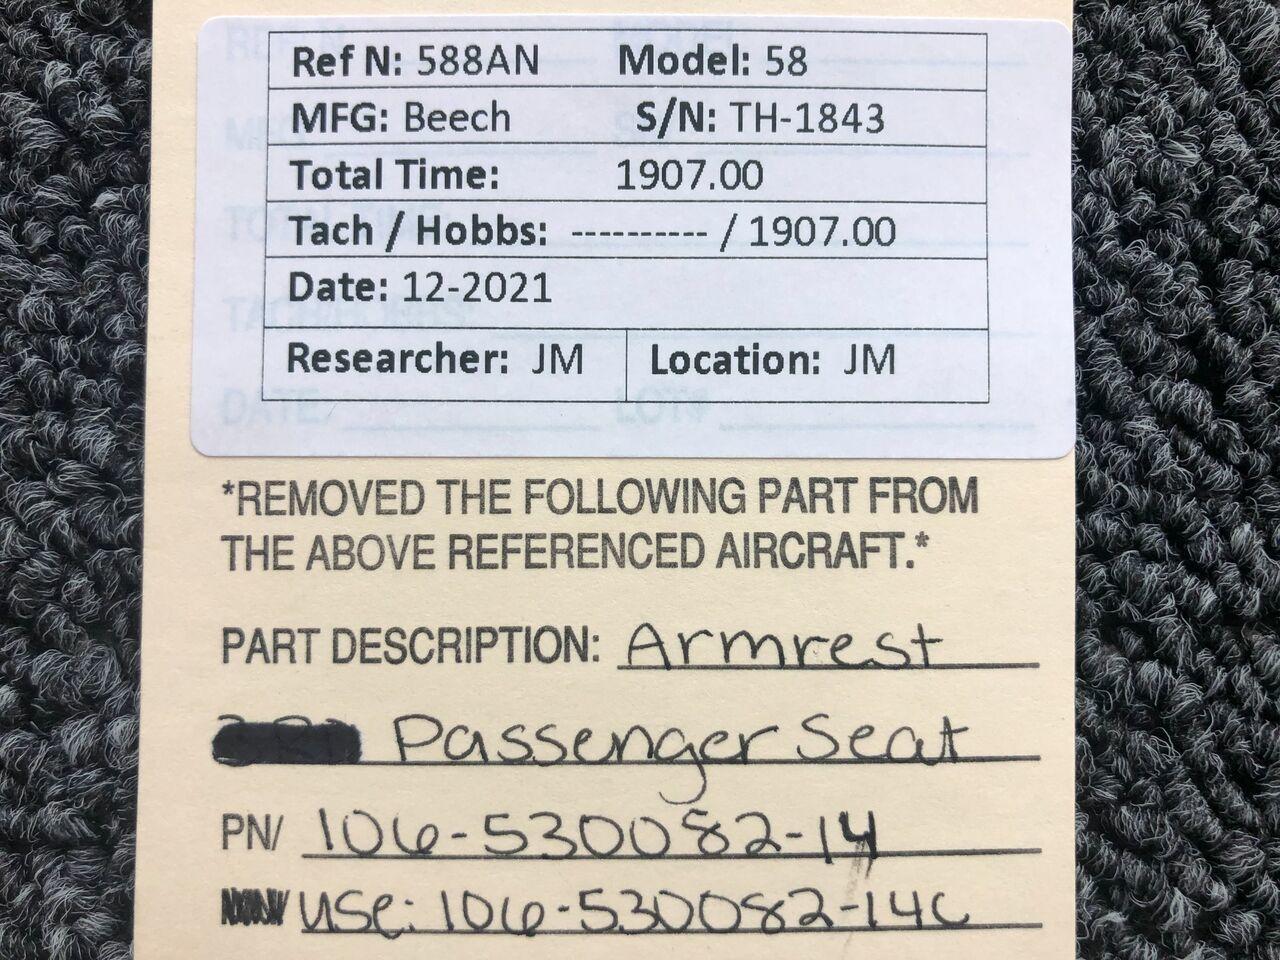 Ref N: 588AN Model: 58
MFG: Beech S/N: TH-1843
Total Time: 1907.00
Tach / Hobbs: ---------- / 1907.00
Date: 12-2021
Researcher: JM Location: JM
*REMOVED THE FOLLOWING PART FROM
THE ABOVE REFERENCED AIRCRAFT.*
PART DESCRIPTION: Armrest
Passenger Seat
PN/ 106-530082-14
use: 106-530082-14C